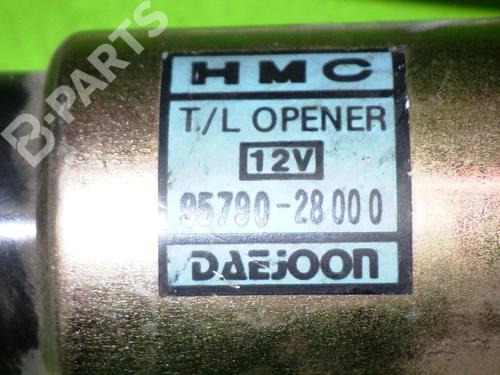 B-PARTS
HMC
T/L OPENER
12V
95790-28000
DAEJOON